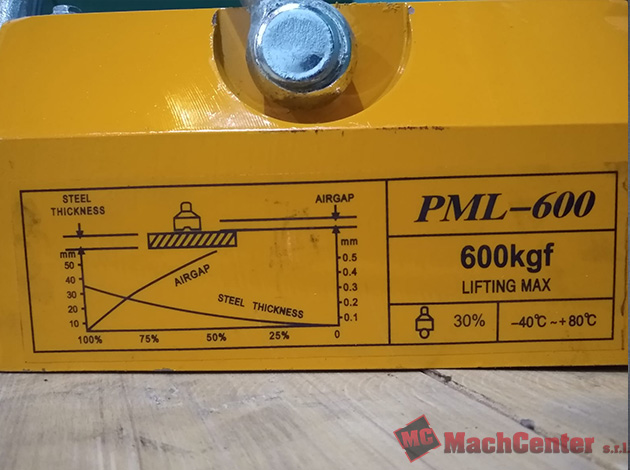 STEEL
THICKNESS
AIRGAP
mm
50
40
30
20
10
mm
0.5
0.4
0.3
0.2
0.1
AIRGAP
STEEL THICKNESS
100% 75% 50% 25% 0
PML-600
600kgf
LIFTING MAX
30%
-40℃~+80℃
MC MachCenter s.r.l.